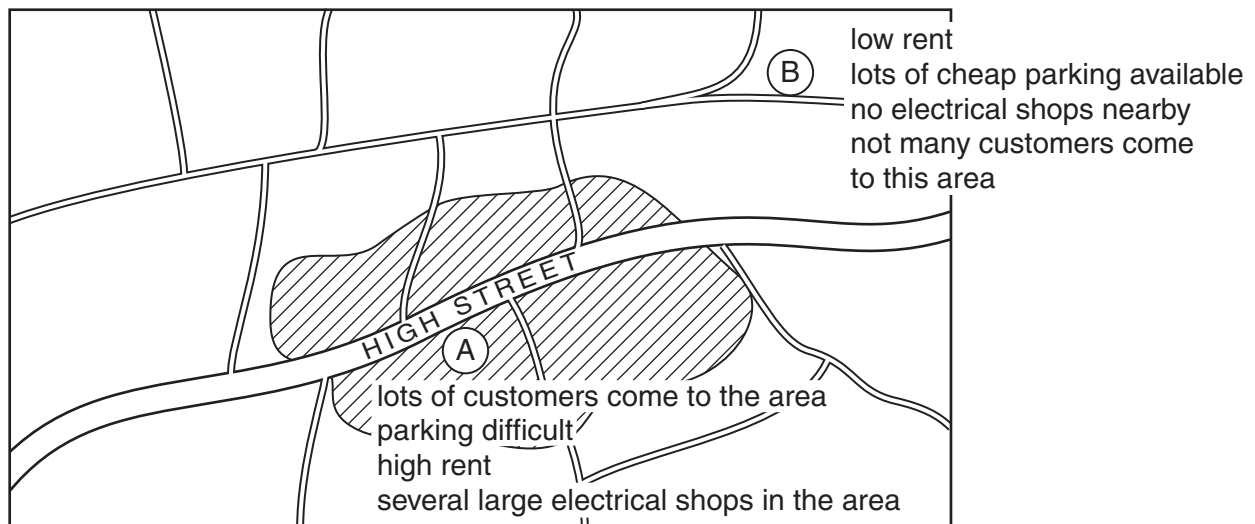 B
low rent
lots of cheap parking available
no electrical shops nearby
not many customers come
to this area
HIGH STREET
A
lots of customers come to the area
parking difficult
high rent
several large electrical shops in the area